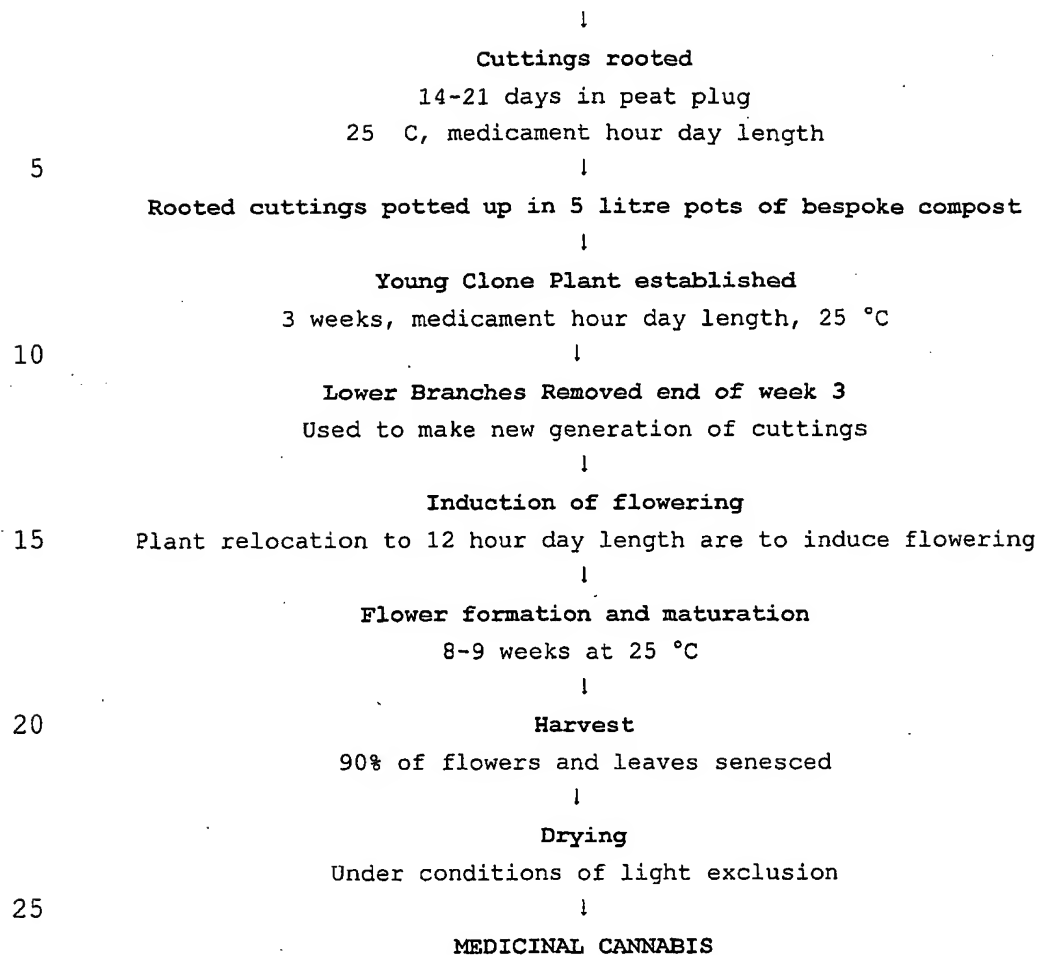 ↓
Cuttings rooted
14-21 days in peat plug
25 C, medicament hour day length
5 ↓
Rooted cuttings potted up in 5 litre pots of bespoke compost
↓
Young Clone Plant established
3 weeks, medicament hour day length, 25 °C
10 ↓
Lower Branches Removed end of week 3
Used to make new generation of cuttings
↓
Induction of flowering
15 Plant relocation to 12 hour day length are to induce flowering
↓
Flower formation and maturation
8-9 weeks at 25 °C
↓
20 Harvest
90% of flowers and leaves senesced
↓
Drying
Under conditions of light exclusion
25 ↓
MEDICINAL CANNABIS